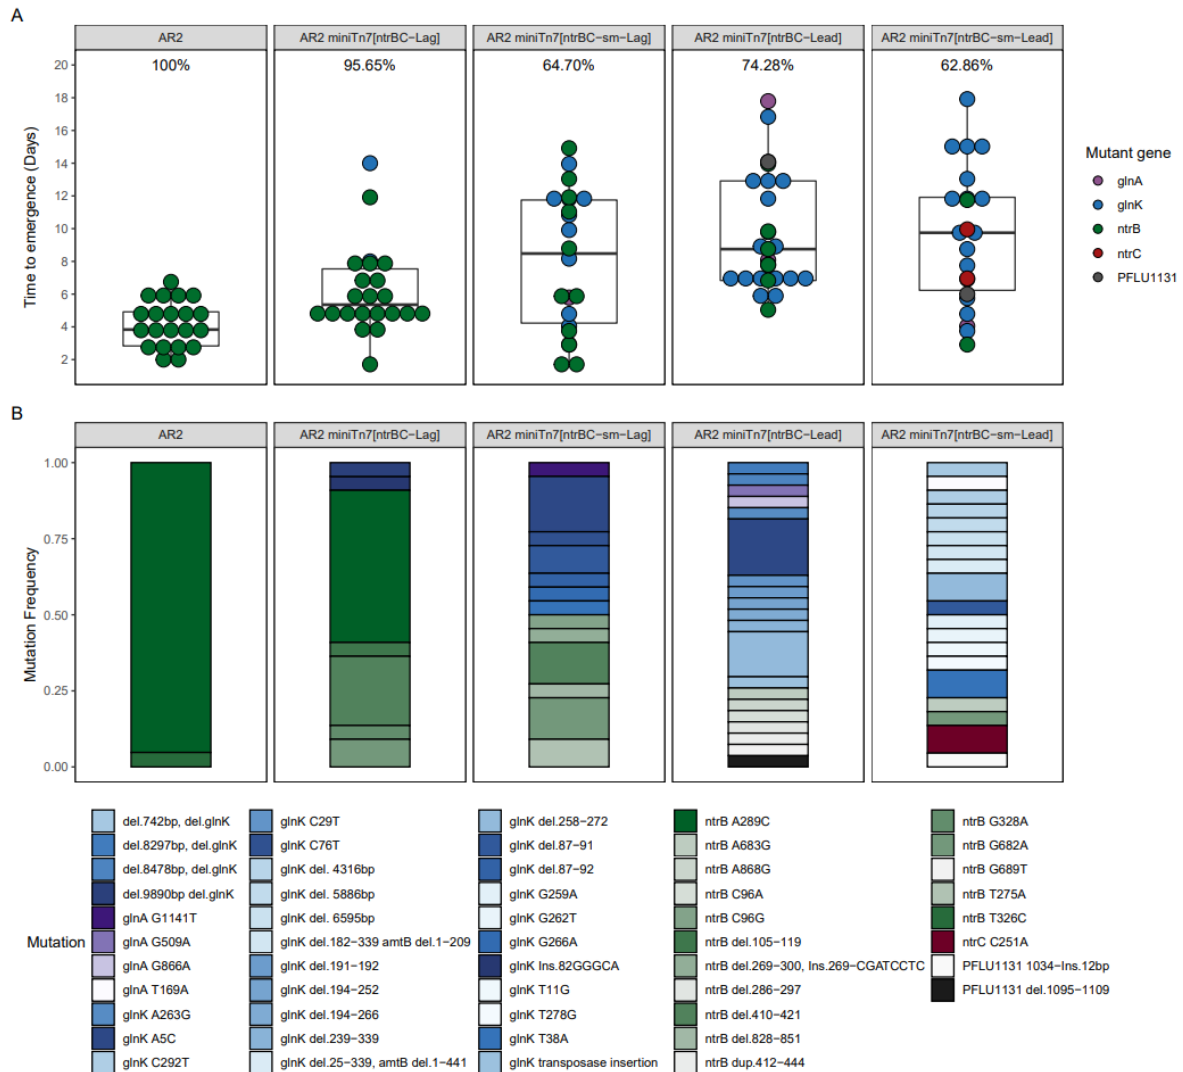 A
AR2
AR2 miniTn7[ntrBC−Lag]
AR2 miniTn7[ntrBC−sm−Lag]
AR2 miniTn7[ntrBC−Lead]
AR2 miniTn7[ntrBC−sm−Lead]
100%
95.65%
64.70%
74.28%
62.86%
Time to emergence (Days)
20
18
16
14
12
10
8
6
4
2
Mutant gene
glnA
glnK
ntrB
ntrC
PFLU1131
B
AR2
AR2 miniTn7[ntrBC−Lag]
AR2 miniTn7[ntrBC−sm−Lag]
AR2 miniTn7[ntrBC−Lead]
AR2 miniTn7[ntrBC−sm−Lead]
Mutation Frequency
1.00
0.75
0.50
0.25
0.00
Mutation
del.742bp, del.glnK
del.8297bp, del.glnK
del.8478bp, del.glnK
del.9890bp del.glnK
glnA G1141T
glnA G509A
glnA G866A
glnA T169A
glnK A263G
glnK A5C
glnK C292T
glnK C29T
glnK C76T
glnK del. 4316bp
glnK del. 5886bp
glnK del. 6595bp
glnK del.182−339 amtB del.1−209
glnK del.191−192
glnK del.194−252
glnK del.194−266
glnK del.239−339
glnK del.25−339, amtB del.1−441
glnK del.258−272
glnK del.87−91
glnK del.87−92
glnK G259A
glnK G262T
glnK G266A
glnK Ins.82GGGCA
glnK T11G
glnK T278G
glnK T38A
glnK transposase insertion
ntrB A289C
ntrB A683G
ntrB A868G
ntrB C96A
ntrB C96G
ntrB del.105−119
ntrB del.269−300, Ins.269−CGATCCTC
ntrB del.286−297
ntrB del.410−421
ntrB del.828−851
ntrB dup.412−444
ntrB G328A
ntrB G682A
ntrB G689T
ntrB T275A
ntrB T326C
ntrC C251A
PFLU1131 1034−Ins.12bp
PFLU1131 del.1095−1109